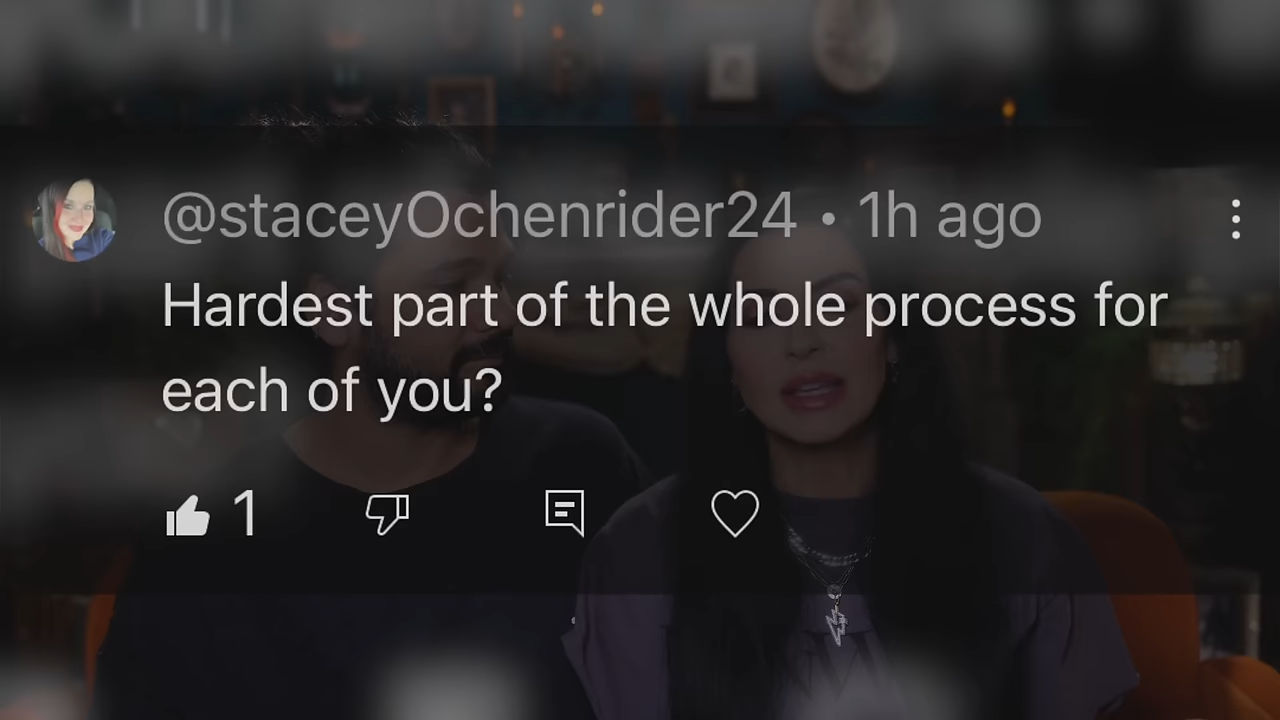 @staceyOchenrider24 • 1h ago
Hardest part of the whole process for
each of you?
1